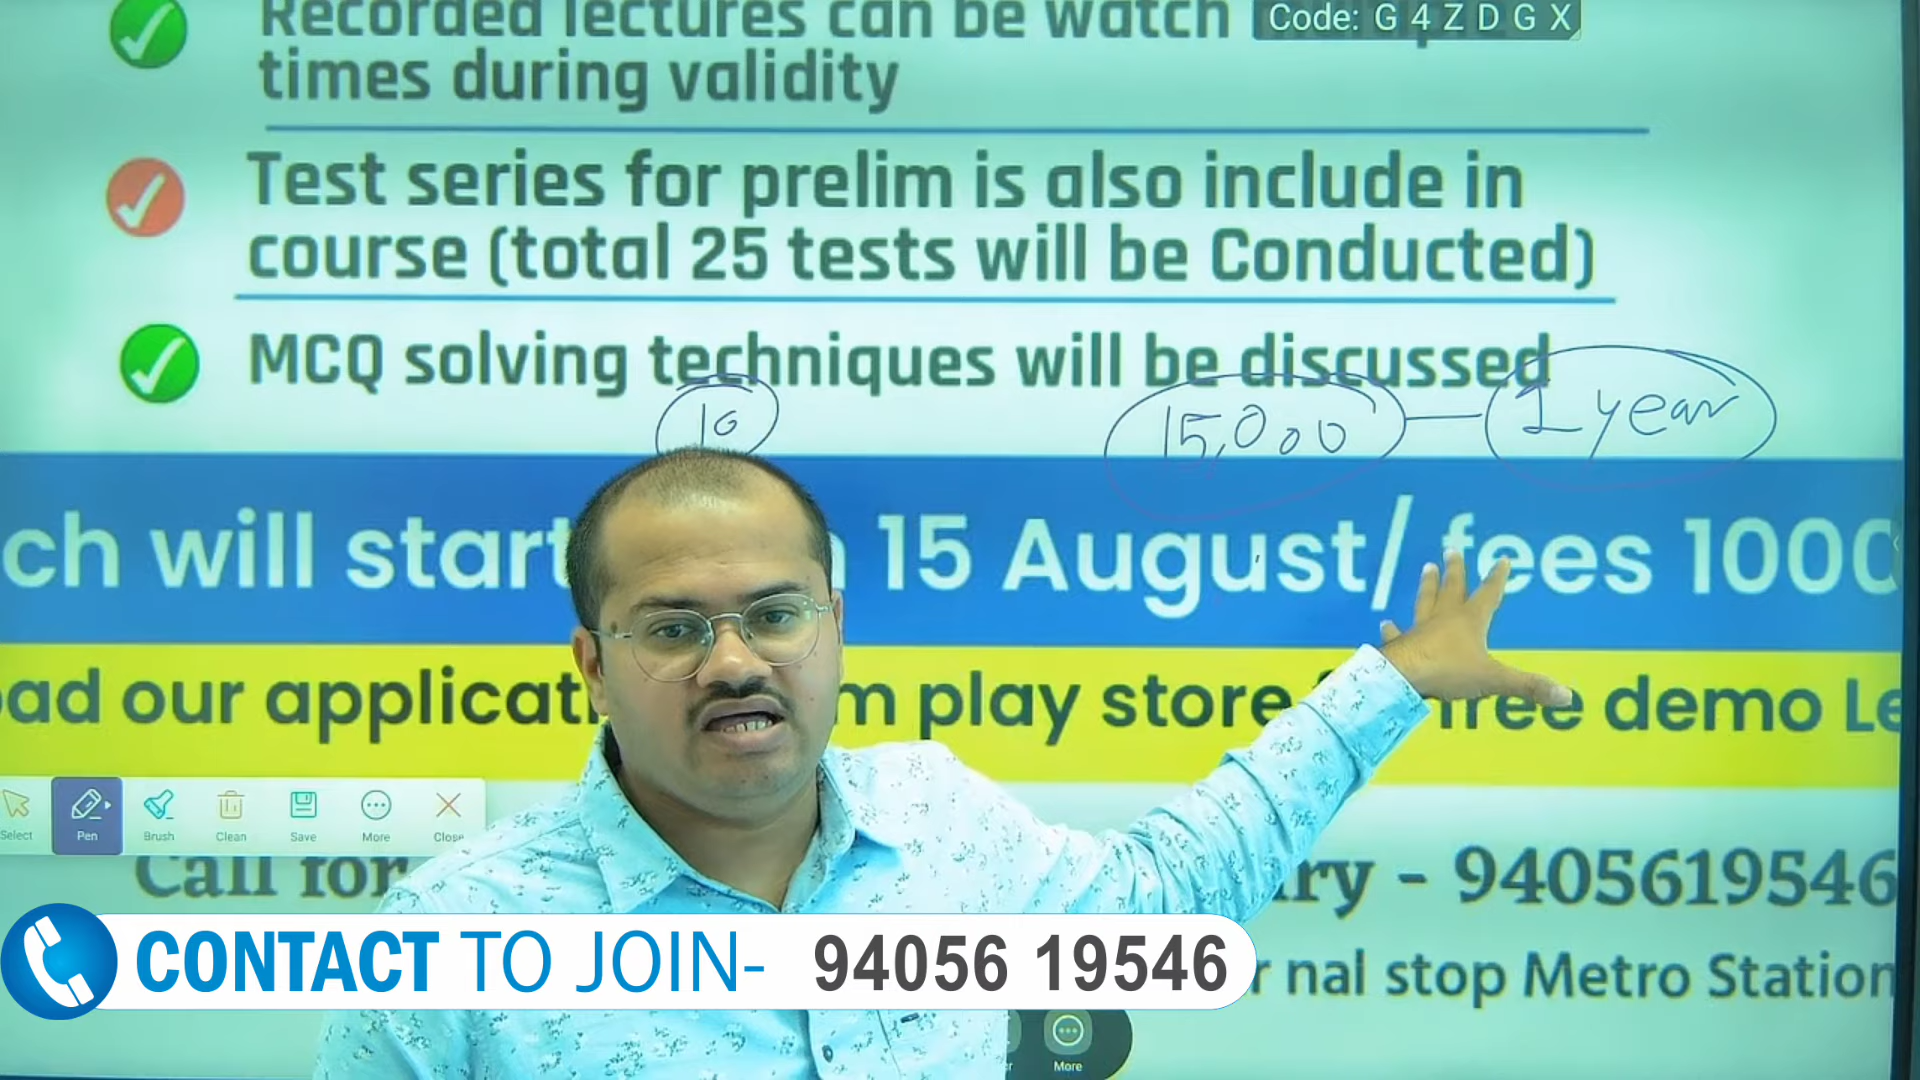 Recorded lectures can be watch
Code: G 4 Z D G X
times during validity
Test series for prelim is also include in
course (total 25 tests will be Conducted)
MCQ solving techniques will be discussed
10
15,000 — 1 year
ch will start 15 August/ fees 1000
ad our applicati m play store free demo Le
Select
Pen
Brush
Clean
Save
More
Close
Call for ry - 9405619546
CONTACT TO JOIN- 94056 19546
r nal stop Metro Station
More